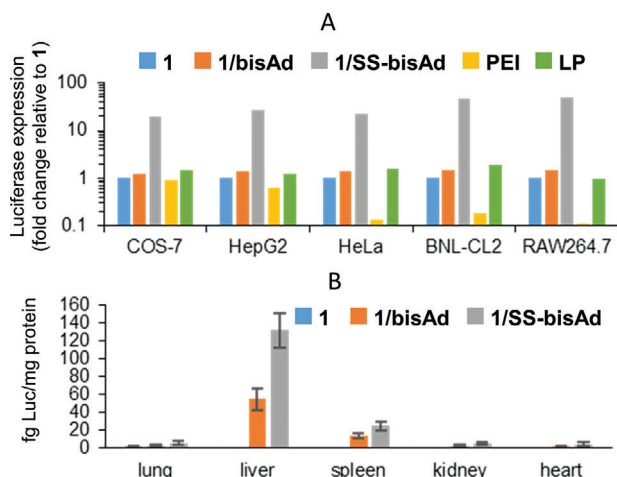 A
1 1/bisAd 1/SS-bisAd PEI LP
Luciferase expression
(fold change relative to 1)
100
10
1
0.1
COS-7 HepG2 HeLa BNL-CL2 RAW264.7
B
1 1/bisAd 1/SS-bisAd
fg Luc/mg protein
160
140
120
100
80
60
40
20
0
lung liver spleen kidney heart